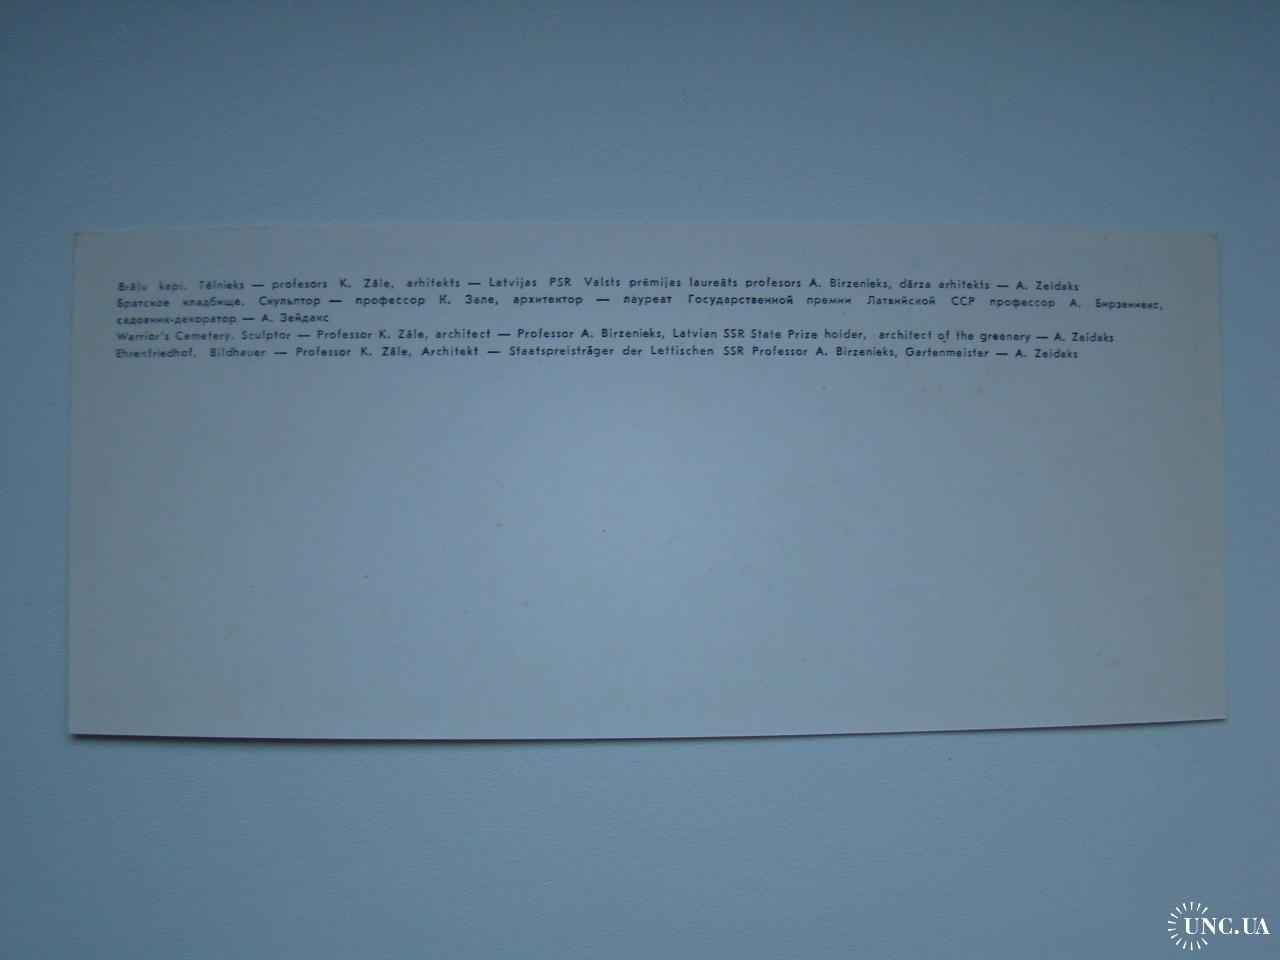 Brāļu kapi. Tēlnieks — profesors K. Zāle, arhitekts — Latvijas PSR Valsts prēmijas laureāts profesors A. Birzenieks, dārza arhitekts — A. Zeidaks
Братское кладбище. Скульптор — профессор К. Зале, архитектор — лауреат Государственной премии Латвийской ССР профессор А. Бирзениекс,
садовник-декоратор — А. Зейдакс
Warrior's Cemetery. Sculptor — Professor K. Zāle, architect — Professor A. Birzenieks, Latvian SSR State Prize holder, architect of the greenery — A. Zeidaks
Ehrenfriedhof. Bildhauer — Professor K. Zāle, Architekt — Staatspreisträger der Lettischen SSR Professor A. Birzenieks, Gartenmeister — A. Zeidaks
UNC.UA